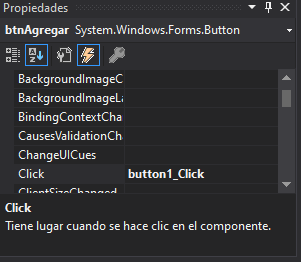 Propiedades
btnAgregar System.Windows.Forms.Button
BackgroundImageC
BackgroundImageLa
BindingContextCha
CausesValidationCh
ChangeUICues
Click button1_Click
ClientSizeChanged
Click
Tiene lugar cuando se hace clic en el componente.